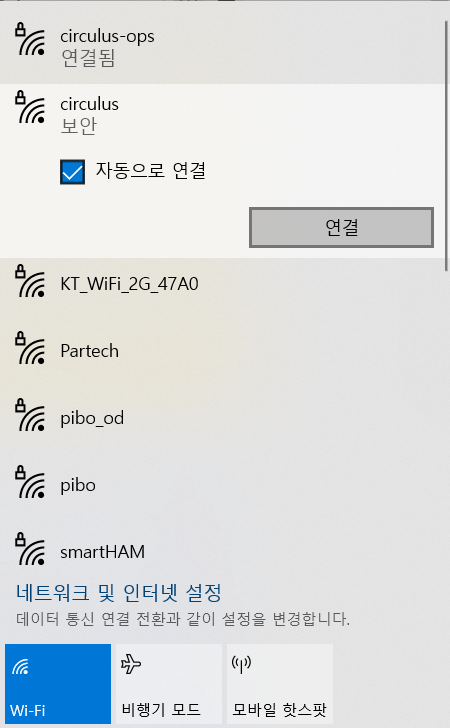 circulus-ops
연결됨
circulus
보안
자동으로 연결
연결
KT_WiFi_2G_47A0
Partech
pibo_od
pibo
smartHAM
네트워크 및 인터넷 설정
데이터 통신 연결 전환과 같이 설정을 변경합니다.
Wi-Fi
비행기 모드
모바일 핫스팟